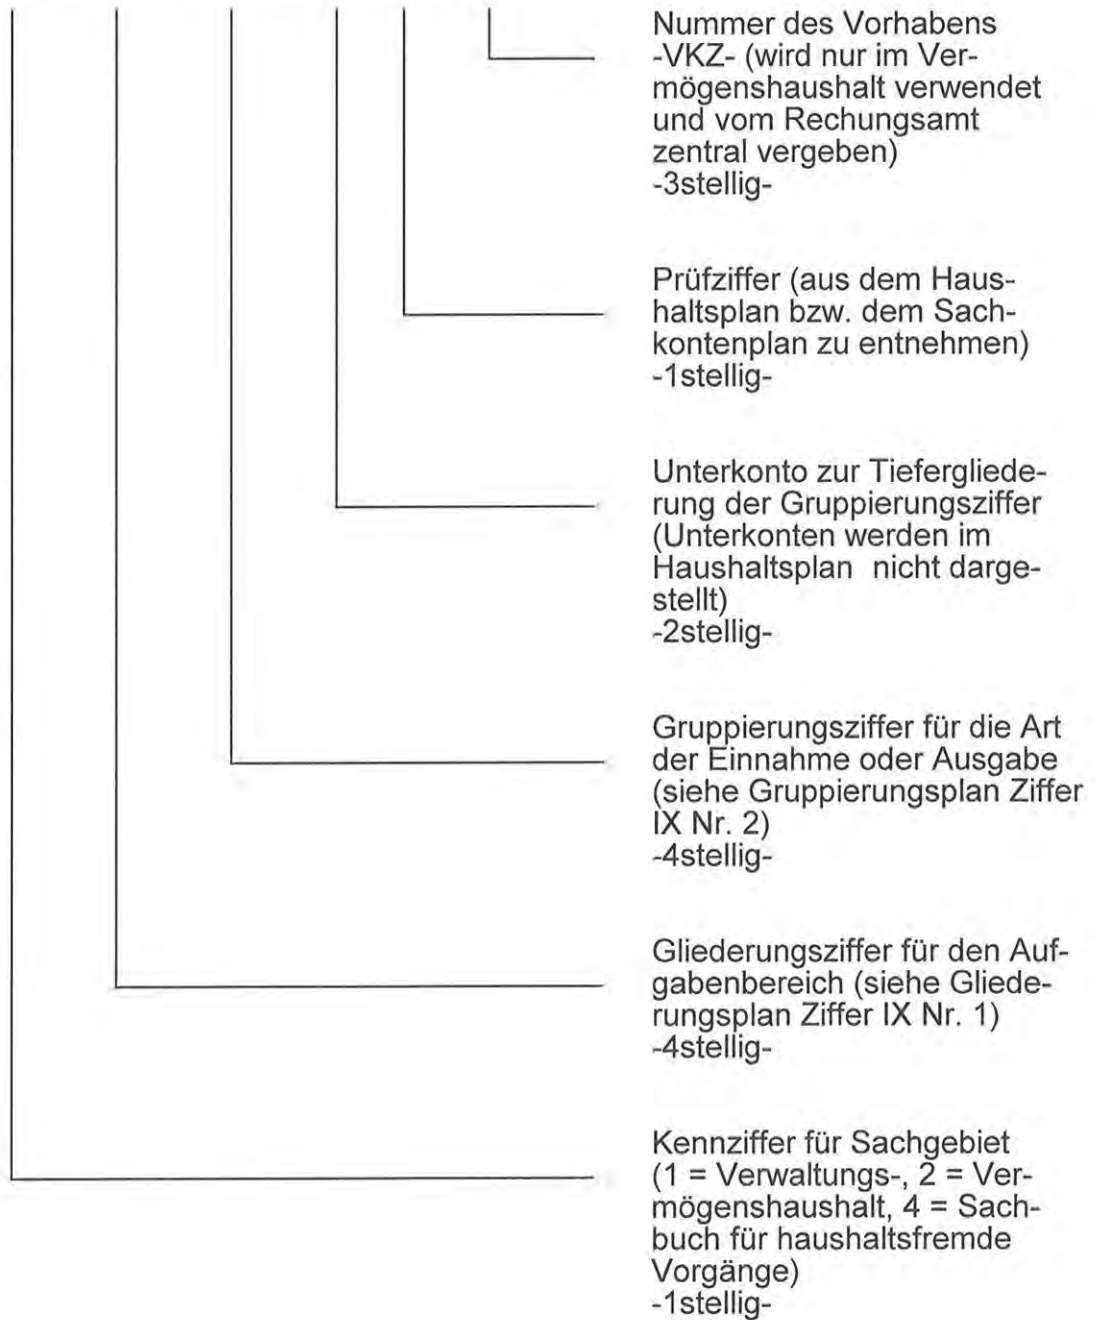 Nummer des Vorhabens
-VKZ- (wird nur im Ver-
mögenshaushalt verwendet
und vom Rechungsamt
zentral vergeben)
-3stellig-
Prüfziffer (aus dem Haus-
haltsplan bzw. dem Sach-
kontenplan zu entnehmen)
-1stellig-
Unterkonto zur Tiefergliede-
rung der Gruppierungsziffer
(Unterkonten werden im
Haushaltsplan nicht darge-
stellt)
-2stellig-
Gruppierungsziffer für die Art
der Einnahme oder Ausgabe
(siehe Gruppierungsplan Ziffer
IX Nr. 2)
-4stellig-
Gliederungsziffer für den Auf-
gabenbereich (siehe Gliede-
rungsplan Ziffer IX Nr. 1)
-4stellig-
Kennziffer für Sachgebiet
(1 = Verwaltungs-, 2 = Ver-
mögenshaushalt, 4 = Sach-
buch für haushaltsfremde
Vorgänge)
-1stellig-